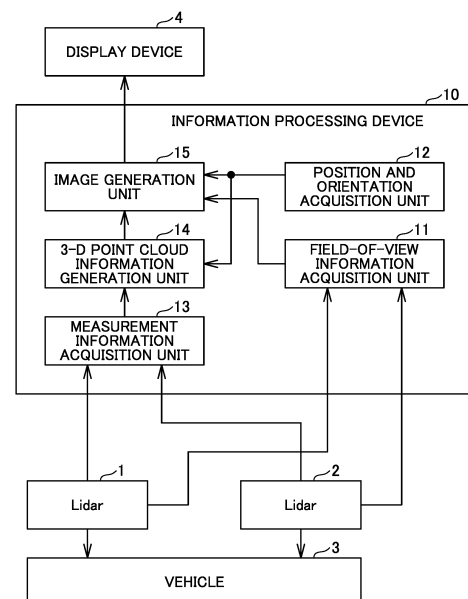 4
DISPLAY DEVICE
10
INFORMATION PROCESSING DEVICE
15
IMAGE GENERATION
UNIT
12
POSITION AND
ORIENTATION
ACQUISITION UNIT
14
3-D POINT CLOUD
INFORMATION
GENERATION UNIT
11
FIELD-OF-VIEW
INFORMATION
ACQUISITION UNIT
13
MEASUREMENT
INFORMATION
ACQUISITION UNIT
1
Lidar
2
Lidar
3
VEHICLE